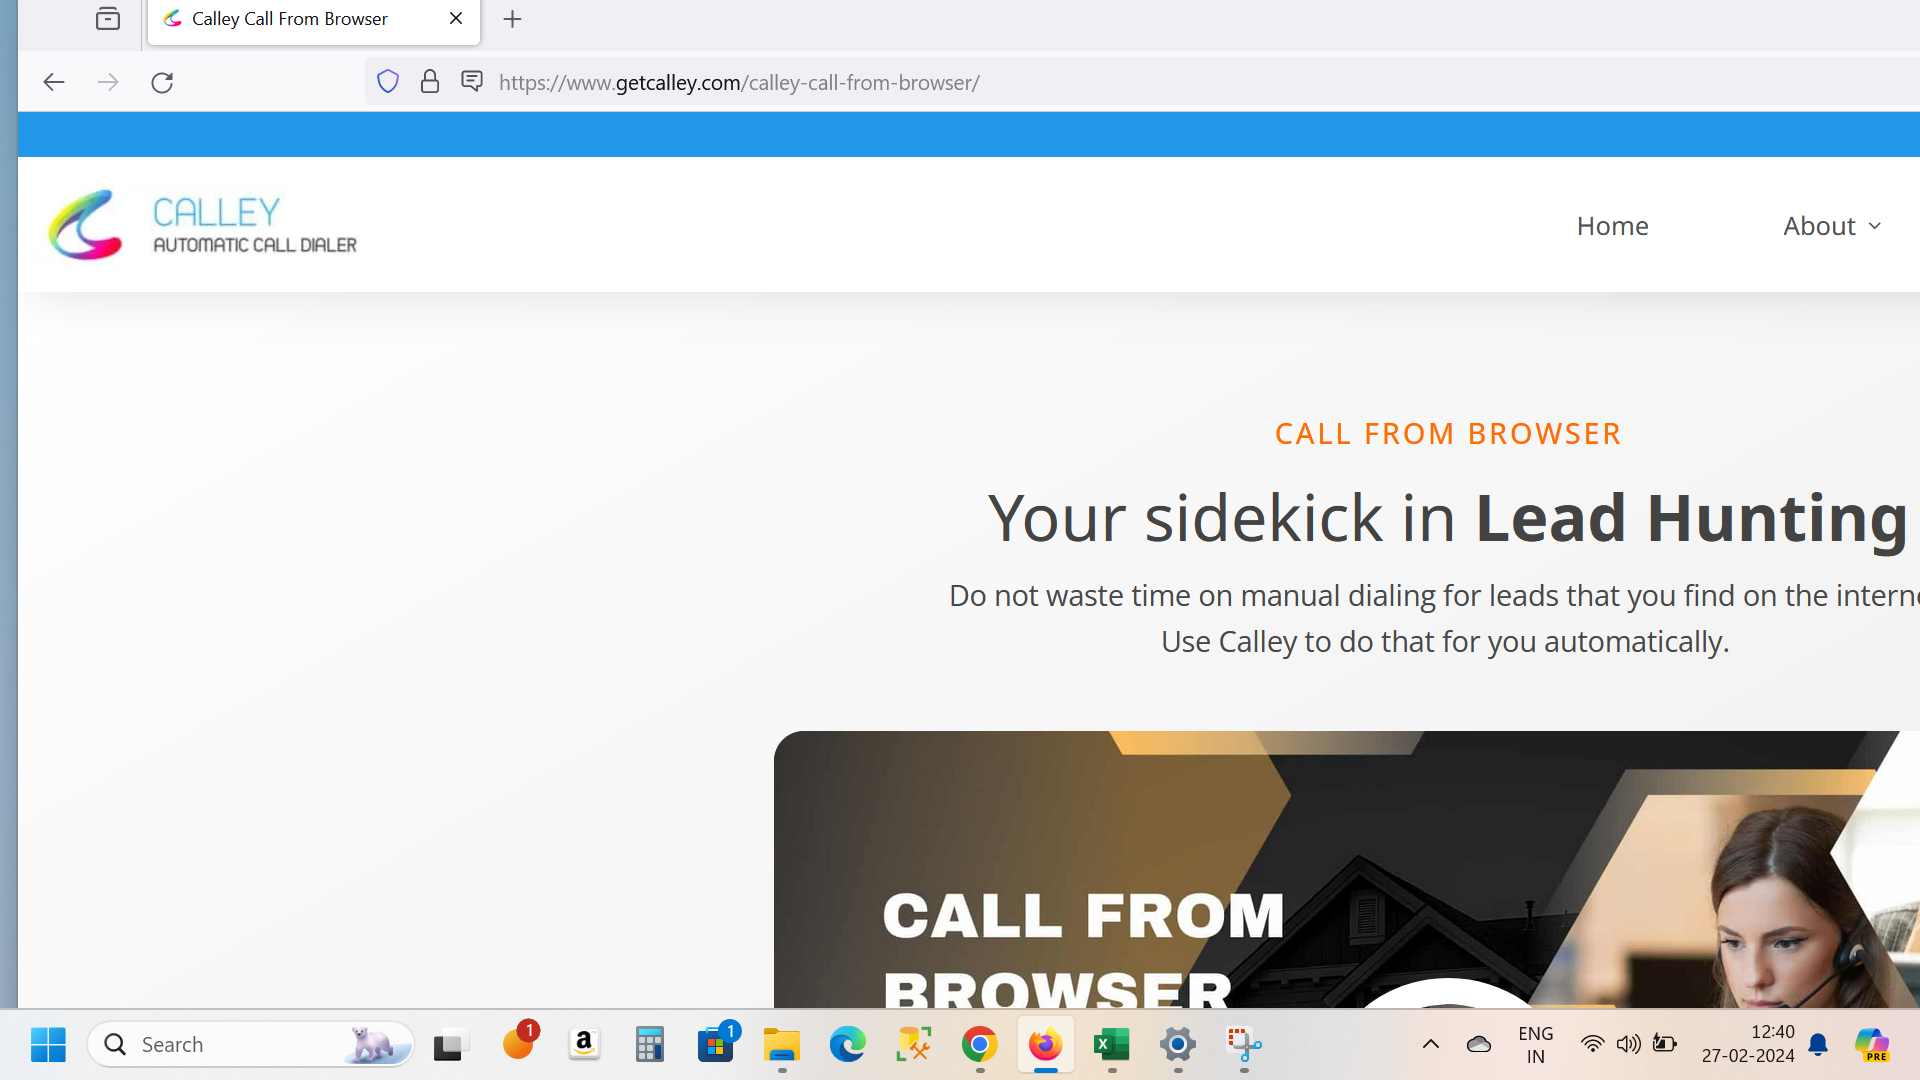 Calley Call From Browser
https://www.getcalley.com/calley-call-from-browser/
CALLEY
AUTOMATIC CALL DIALER
Home
About
CALL FROM BROWSER
Your sidekick in Lead Hunting
Do not waste time on manual dialing for leads that you find on the interne
Use Calley to do that for you automatically.
CALL FROM
BROWSER
Search
1
a
1
X
ENG
IN
12:40
27-02-2024
PRE